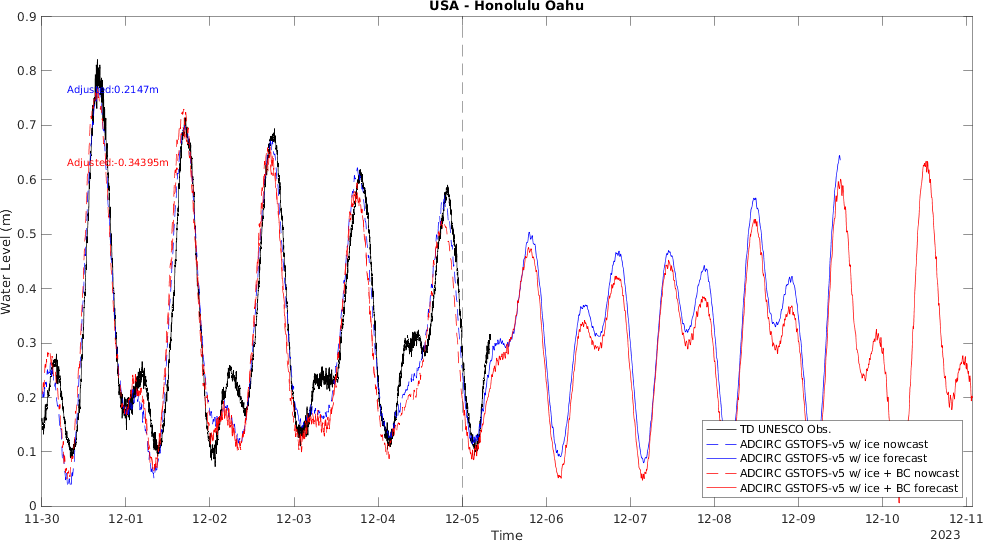 USA - Honolulu Oahu
0.9
0.8
0.7
0.6
0.5
0.4
0.3
0.2
0.1
0
Water Level (m)
Adjusted:0.2147m
Adjusted:-0.34395m
TD UNESCO Obs.
ADCIRC GSTOFS-v5 w/ ice nowcast
ADCIRC GSTOFS-v5 w/ ice forecast
ADCIRC GSTOFS-v5 w/ ice + BC nowcast
ADCIRC GSTOFS-v5 w/ ice + BC forecast
11-30 12-01 12-02 12-03 12-04 12-05 12-06 12-07 12-08 12-09 12-10 12-11
Time
2023